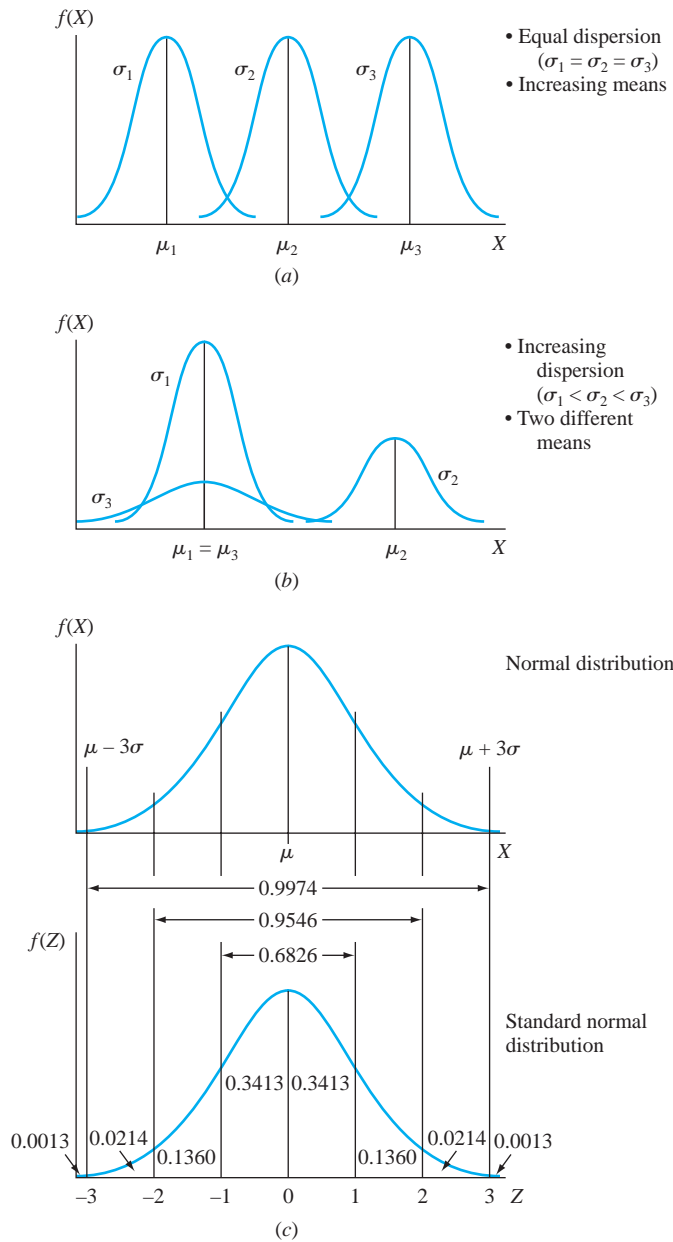 f(X)
σ1
σ2
σ3
• Equal dispersion
(σ1 = σ2 = σ3)
• Increasing means
μ1
μ2
μ3
X
(a)
f(X)
σ1
σ3
σ2
• Increasing
dispersion
(σ1 < σ2 < σ3)
• Two different
means
μ1 = μ3
μ2
X
(b)
f(X)
Normal distribution
μ – 3σ
μ + 3σ
μ
X
0.9974
0.9546
f(Z)
0.6826
Standard normal
distribution
0.3413 0.3413
0.0013 0.0214 0.1360 0.1360 0.0214 0.0013
–3 –2 –1 0 1 2 3 Z
(c)